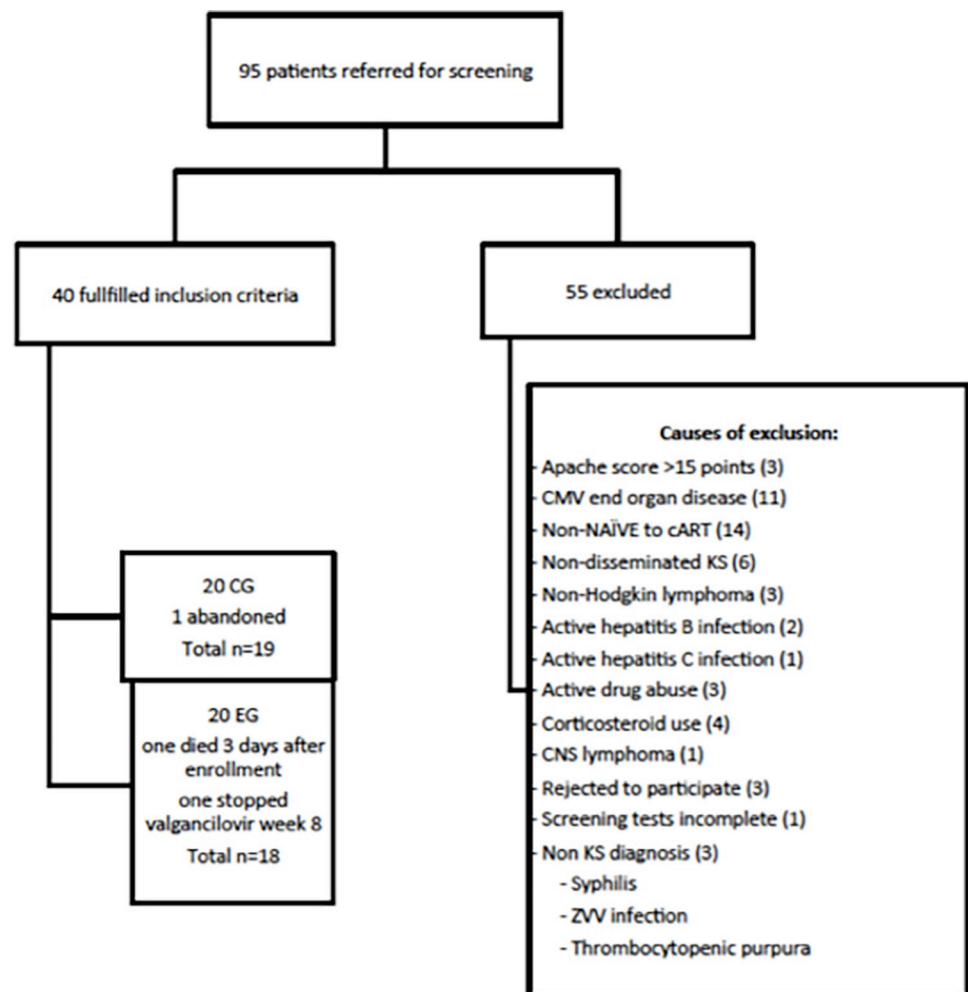 95 patients referred for screening
40 fullfilled inclusion criteria
55 excluded
20 CG
1 abandoned
Total n=19
20 EG
one died 3 days after
enrollment
one stopped
valgancilovir week 8
Total n=18
Causes of exclusion:
- Apache score >15 points (3)
- CMV end organ disease (11)
- Non-NAÏVE to cART (14)
- Non-disseminated KS (6)
- Non-Hodgkin lymphoma (3)
- Active hepatitis B infection (2)
- Active hepatitis C infection (1)
- Active drug abuse (3)
- Corticosteroid use (4)
- CNS lymphoma (1)
- Rejected to participate (3)
- Screening tests incomplete (1)
- Non KS diagnosis (3)
- Syphilis
- ZVV infection
- Thrombocytopenic purpura